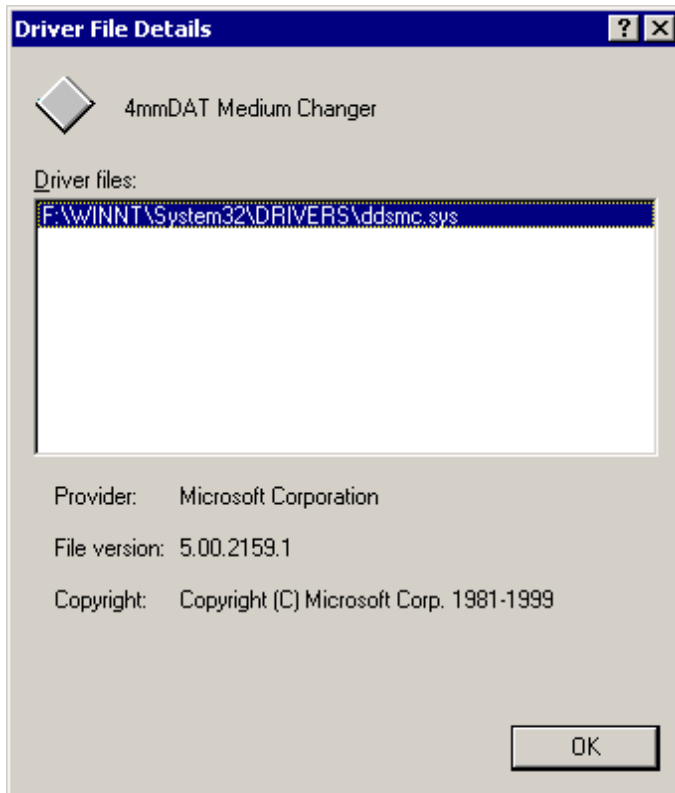 Driver File Details
4mmDAT Medium Changer
Driver files:
F:\WINNT\System32\DRIVERS\ddsmc.sys
Provider: Microsoft Corporation
File version: 5.00.2159.1
Copyright: Copyright (C) Microsoft Corp. 1981-1999
OK